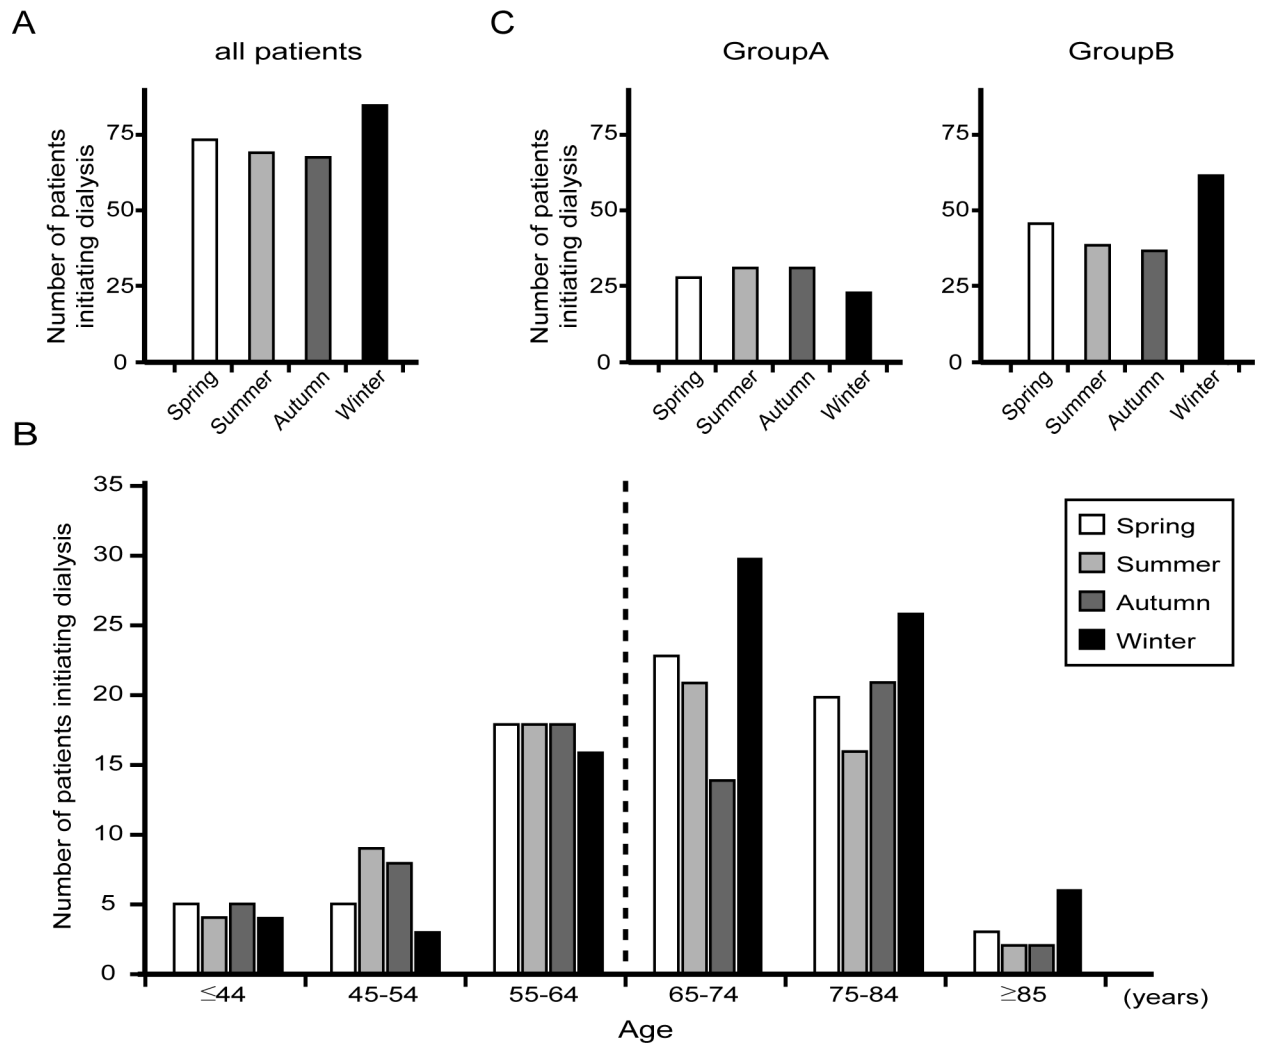 A
all patients
Number of patients
initiating dialysis
75
50
25
0
Spring
Summer
Autumn
Winter
C
GroupA
Number of patients
initiating dialysis
75
50
25
0
Spring
Summer
Autumn
Winter
GroupB
75
50
25
0
Spring
Summer
Autumn
Winter
B
Number of patients initiating dialysis
35
30
25
20
15
10
5
0
≤44
45-54
55-64
65-74
75-84
≥85
(years)
Age
Spring
Summer
Autumn
Winter